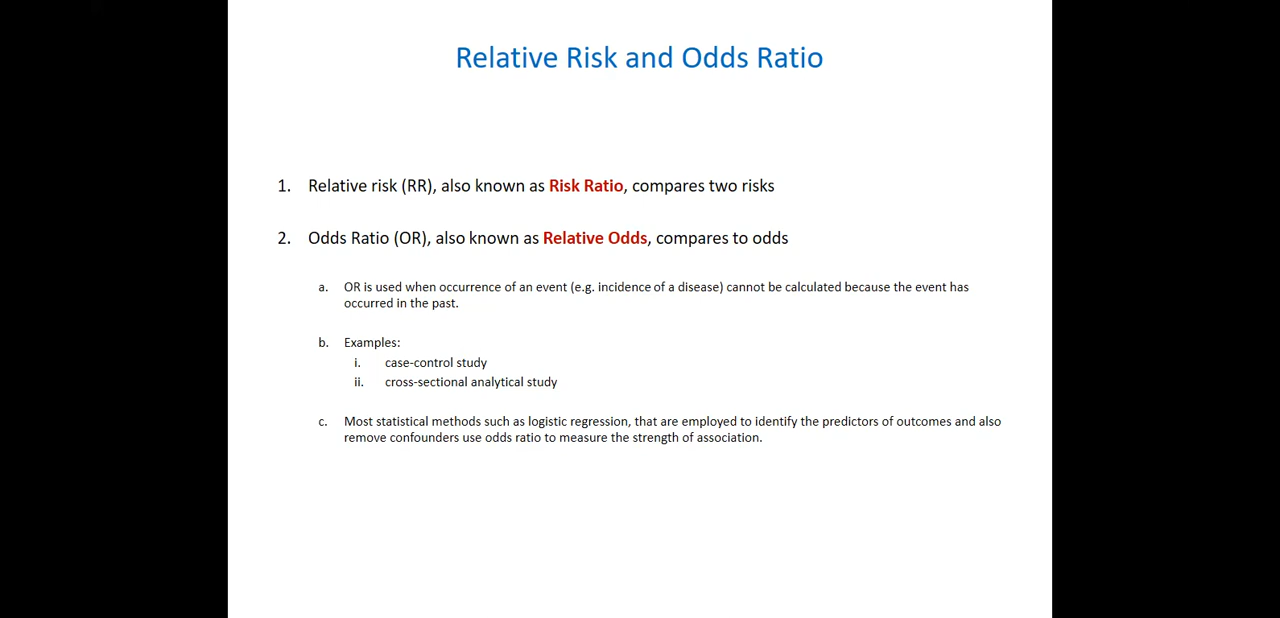 Relative Risk and Odds Ratio
1. Relative risk (RR), also known as Risk Ratio, compares two risks
2. Odds Ratio (OR), also known as Relative Odds, compares to odds
a. OR is used when occurrence of an event (e.g. incidence of a disease) cannot be calculated because the event has
occurred in the past.
b. Examples:
i. case-control study
ii. cross-sectional analytical study
c. Most statistical methods such as logistic regression, that are employed to identify the predictors of outcomes and also
remove confounders use odds ratio to measure the strength of association.